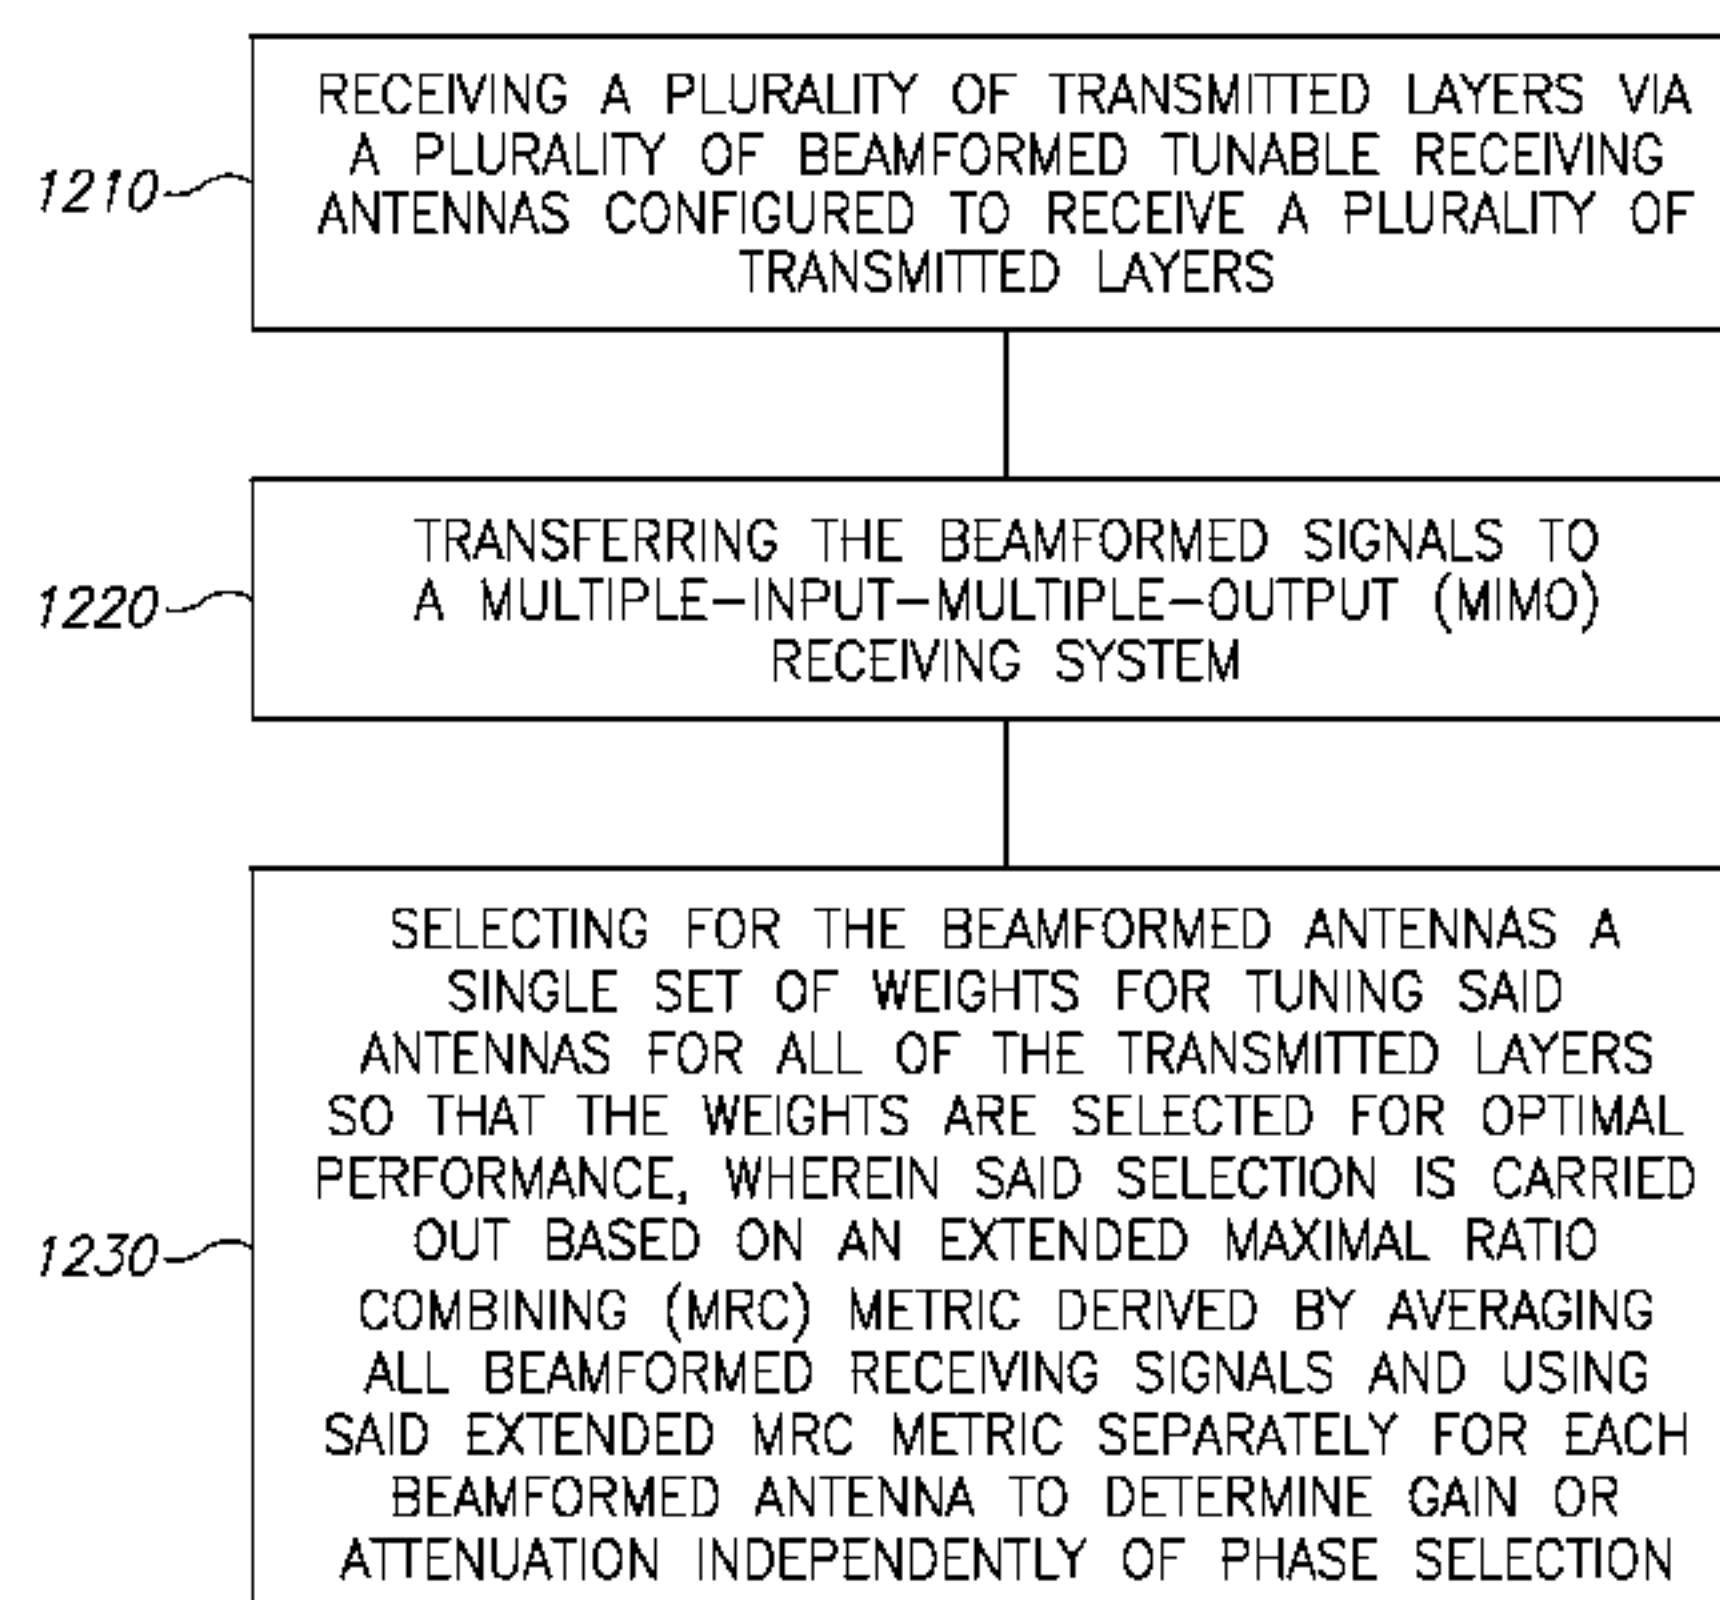 RECEIVING A PLURALITY OF TRANSMITTED LAYERS VIA
A PLURALITY OF BEAMFORMED TUNABLE RECEIVING
1210
ANTENNAS CONFIGURED TO RECEIVE A PLURALITY OF
TRANSMITTED LAYERS
TRANSFERRING THE BEAMFORMED SIGNALS TO
1220
A MULTIPLE-INPUT-MULTIPLE-OUTPUT (MIMO)
RECEIVING SYSTEM
SELECTING FOR THE BEAMFORMED ANTENNAS A
SINGLE SET OF WEIGHTS FOR TUNING SAID
ANTENNAS FOR ALL OF THE TRANSMITTED LAYERS
SO THAT THE WEIGHTS ARE SELECTED FOR OPTIMAL
PERFORMANCE, WHEREIN SAID SELECTION IS CARRIED
1230
OUT BASED ON AN EXTENDED MAXIMAL RATIO
COMBINING (MRC) METRIC DERIVED BY AVERAGING
ALL BEAMFORMED RECEIVING SIGNALS AND USING
SAID EXTENDED MRC METRIC SEPARATELY FOR EACH
BEAMFORMED ANTENNA TO DETERMINE GAIN OR
ATTENUATION INDEPENDENTLY OF PHASE SELECTION